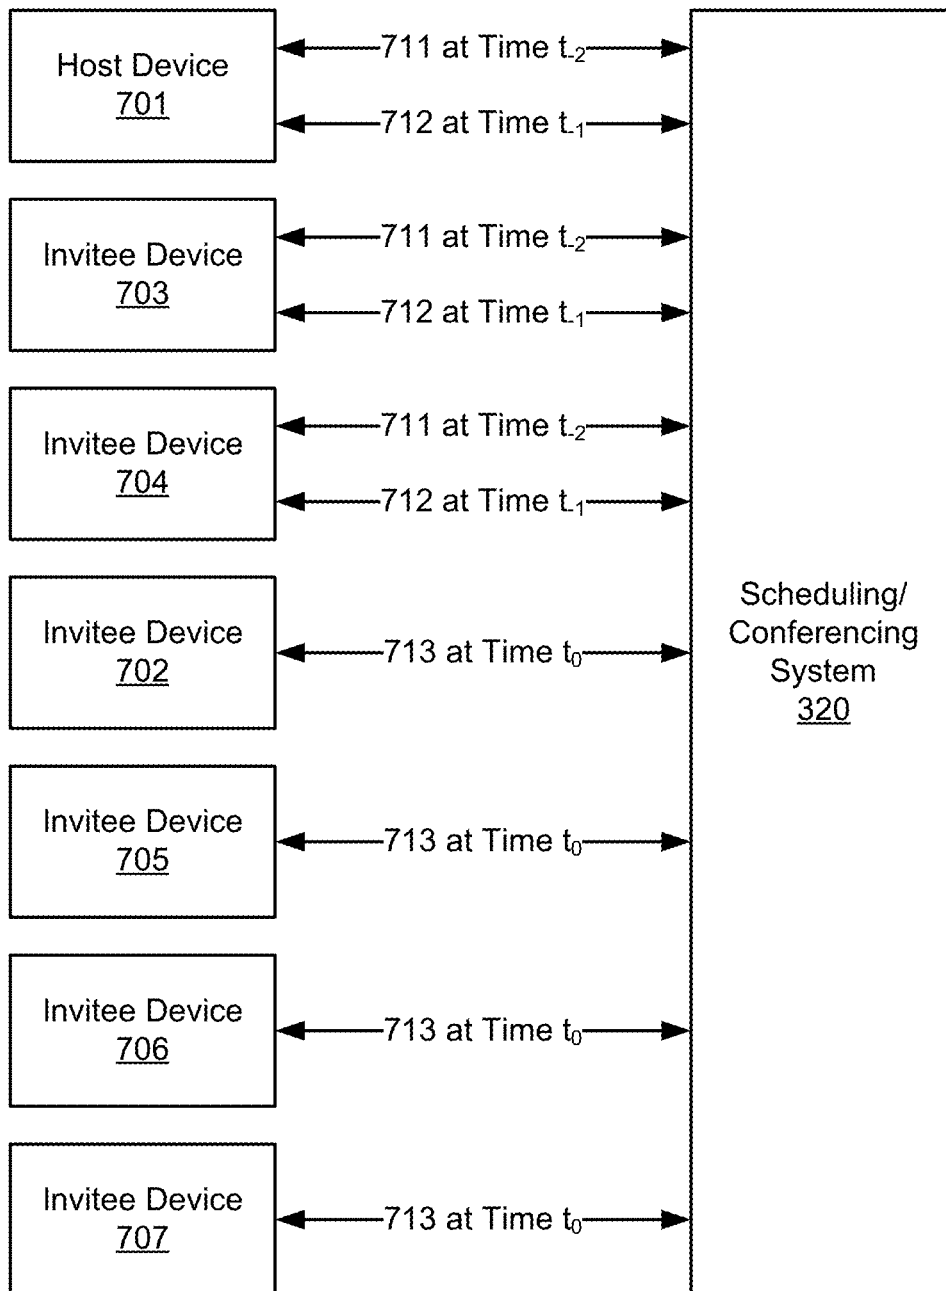 Host Device
701
711 at Time t-2
712 at Time t-1
Invitee Device
703
711 at Time t-2
712 at Time t-1
Invitee Device
704
711 at Time t-2
712 at Time t-1
Invitee Device
702
713 at Time t0
Invitee Device
705
713 at Time t0
Invitee Device
706
713 at Time t0
Invitee Device
707
713 at Time t0
Scheduling/
Conferencing
System
320